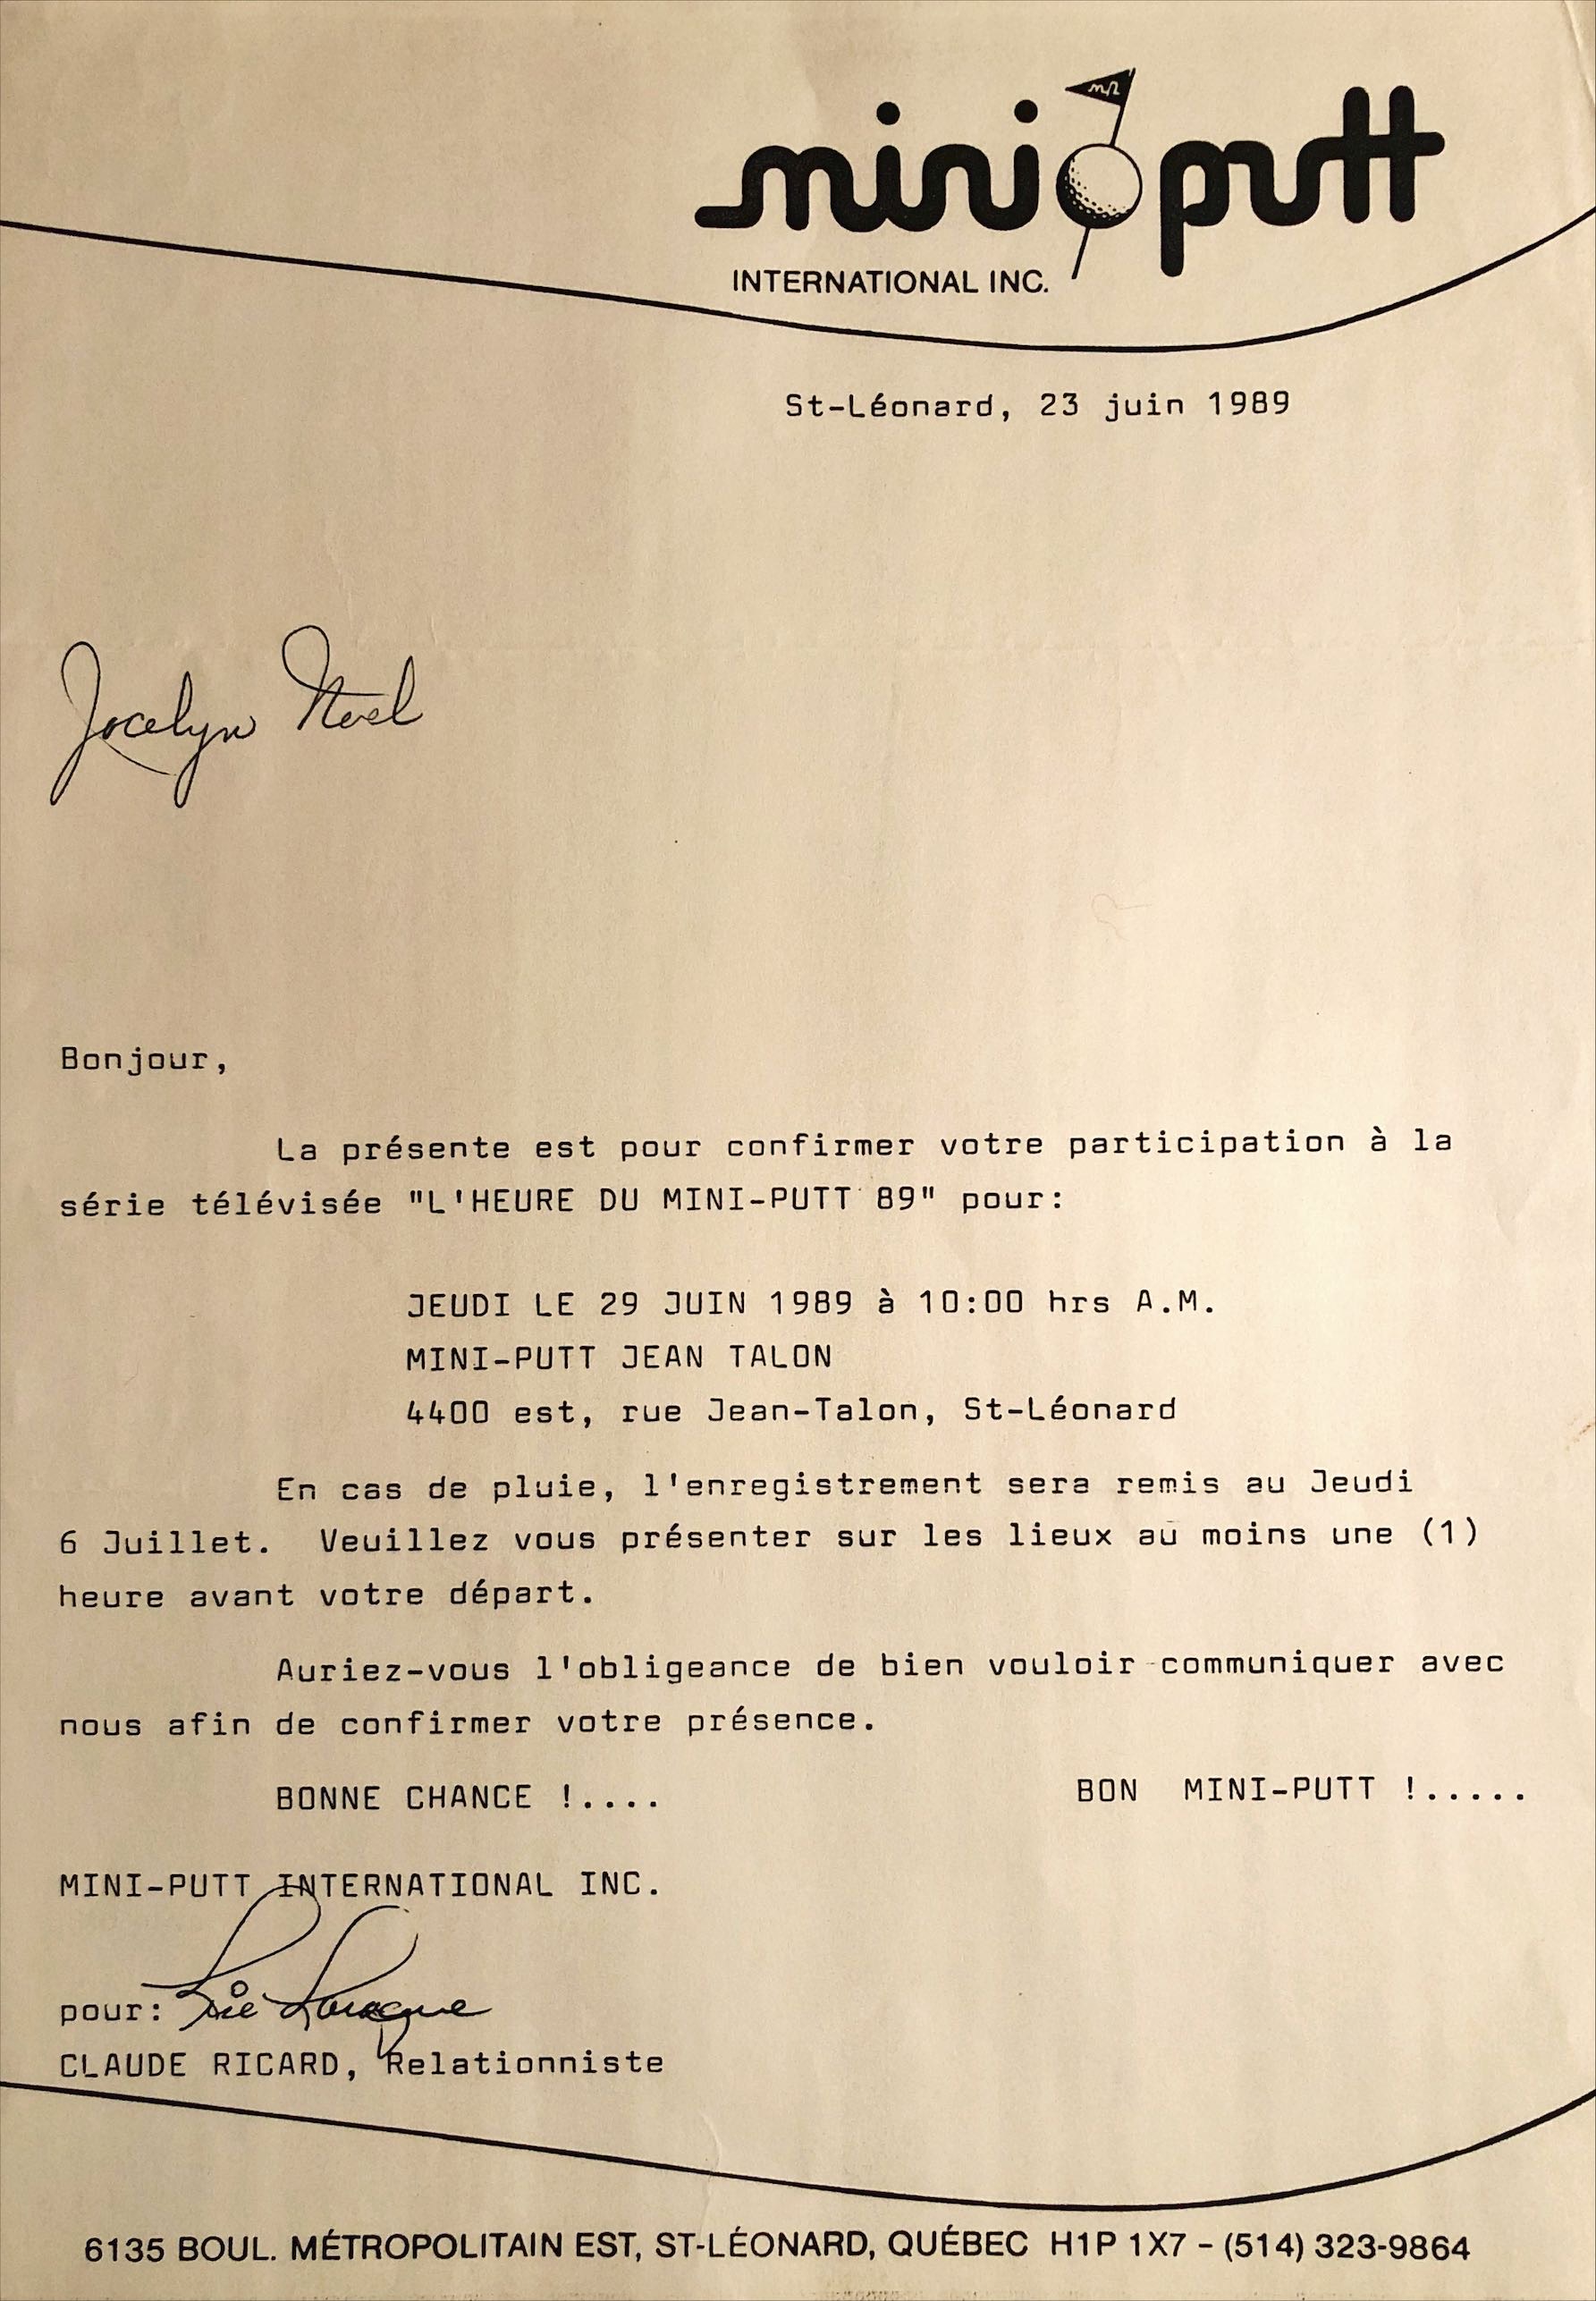 mini putt
INTERNATIONAL INC.
St-Léonard, 23 juin 1989
Jocelyn Noel
Bonjour,
La présente est pour confirmer votre participation à la
série télévisée "L'HEURE DU MINI-PUTT 89" pour:
JEUDI LE 29 JUIN 1989 à 10:00 hrs A.M.
MINI-PUTT JEAN TALON
4400 est, rue Jean-Talon, St-Léonard
En cas de pluie, l'enregistrement sera remis au Jeudi
6 Juillet. Veuillez vous présenter sur les lieux au moins une (1)
heure avant votre départ.
Auriez-vous l'obligeance de bien vouloir communiquer avec
nous afin de confirmer votre présence.
BONNE CHANCE !.... BON MINI-PUTT !.....
MINI-PUTT INTERNATIONAL INC.
pour:
CLAUDE RICARD, Relationniste
6135 BOUL. MÉTROPOLITAIN EST, ST-LÉONARD, QUÉBEC H1P 1X7 - (514) 323-9864